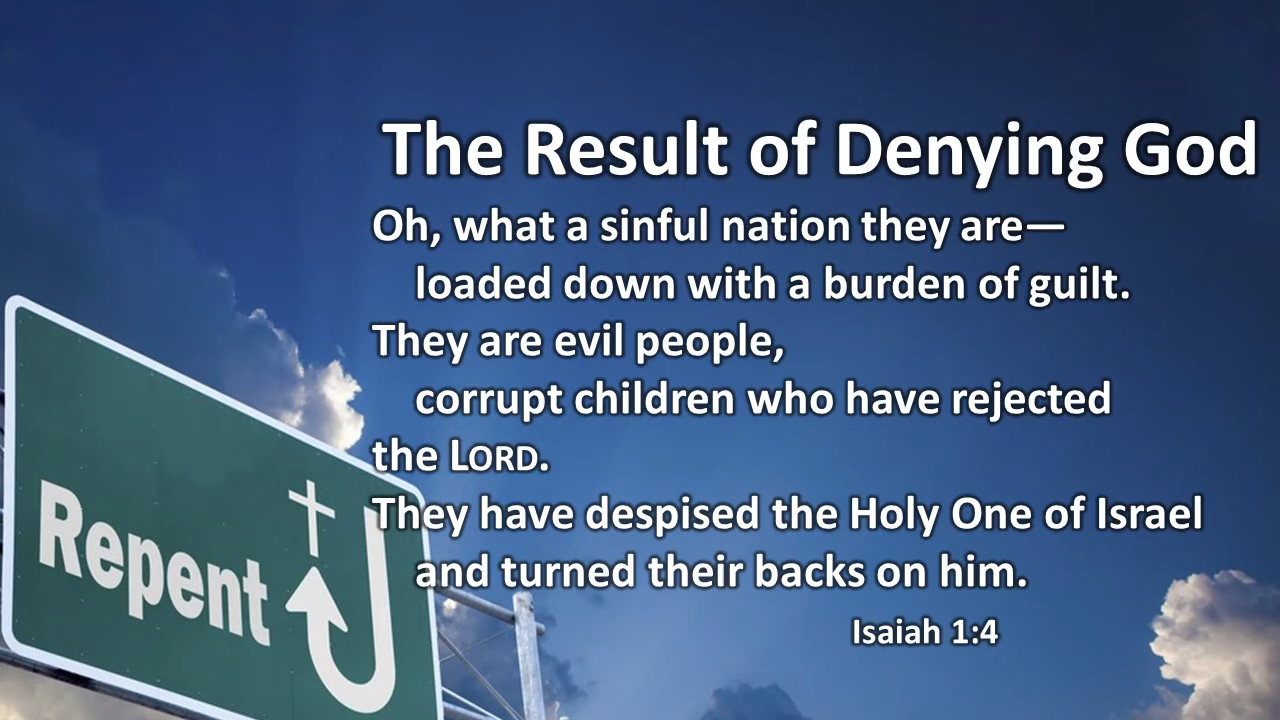 The Result of Denying God
Oh, what a sinful nation they are—
loaded down with a burden of guilt.
They are evil people,
corrupt children who have rejected
the LORD.
They have despised the Holy One of Israel
and turned their backs on him.
Isaiah 1:4
Repent